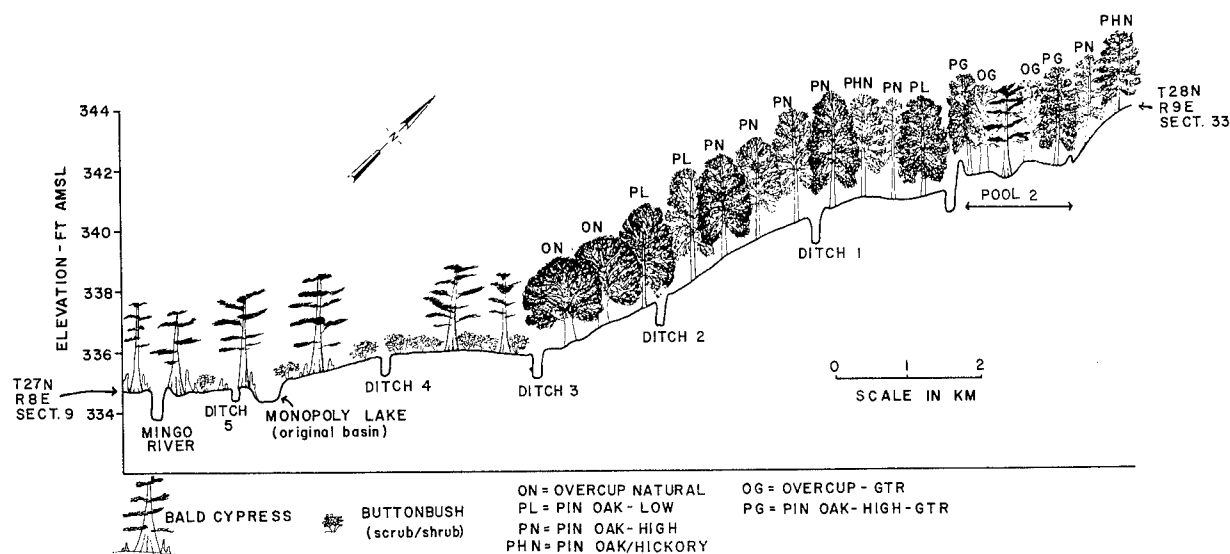 PHN
PN
PG
OG
PG
OG
PL
PN
PHN
PN
PN
PN
PN
PL
PL
ON
ON
T28N
R9E
SECT. 33
344
342
340
338
336
334
ELEVATION - FT AMSL
POOL 2
DITCH 1
DITCH 2
DITCH 3
DITCH 4
DITCH
5
MONOPOLY LAKE
(original basin)
MINGO
RIVER
T27N
R8E
SECT. 9
0 1 2
SCALE IN KM
BALD CYPRESS
BUTTONBUSH
(scrub/shrub)
ON = OVERCUP NATURAL
PL = PIN OAK - LOW
PN = PIN OAK - HIGH
PHN = PIN OAK/HICKORY
OG = OVERCUP - GTR
PG = PIN OAK - HIGH - GTR